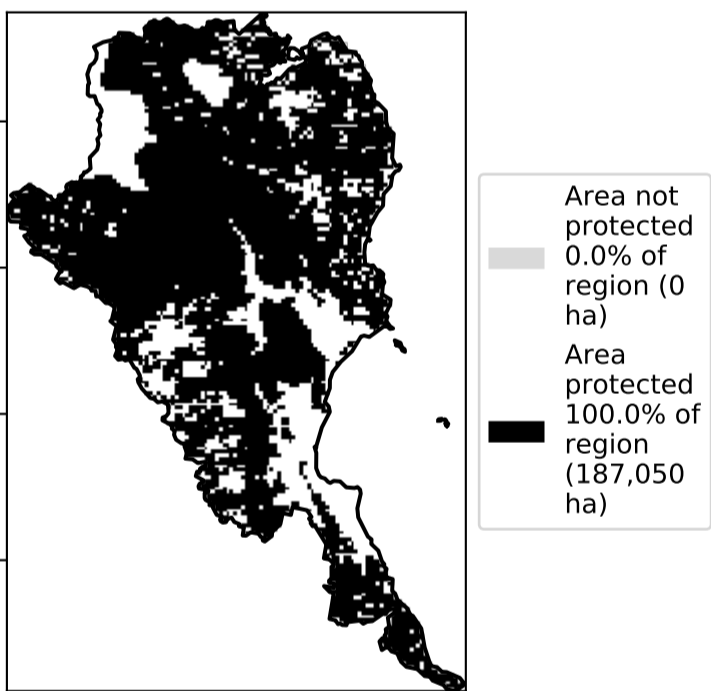 Area not
protected
0.0% of
region (0
ha)
Area
protected
100.0% of
region
(187,050
ha)